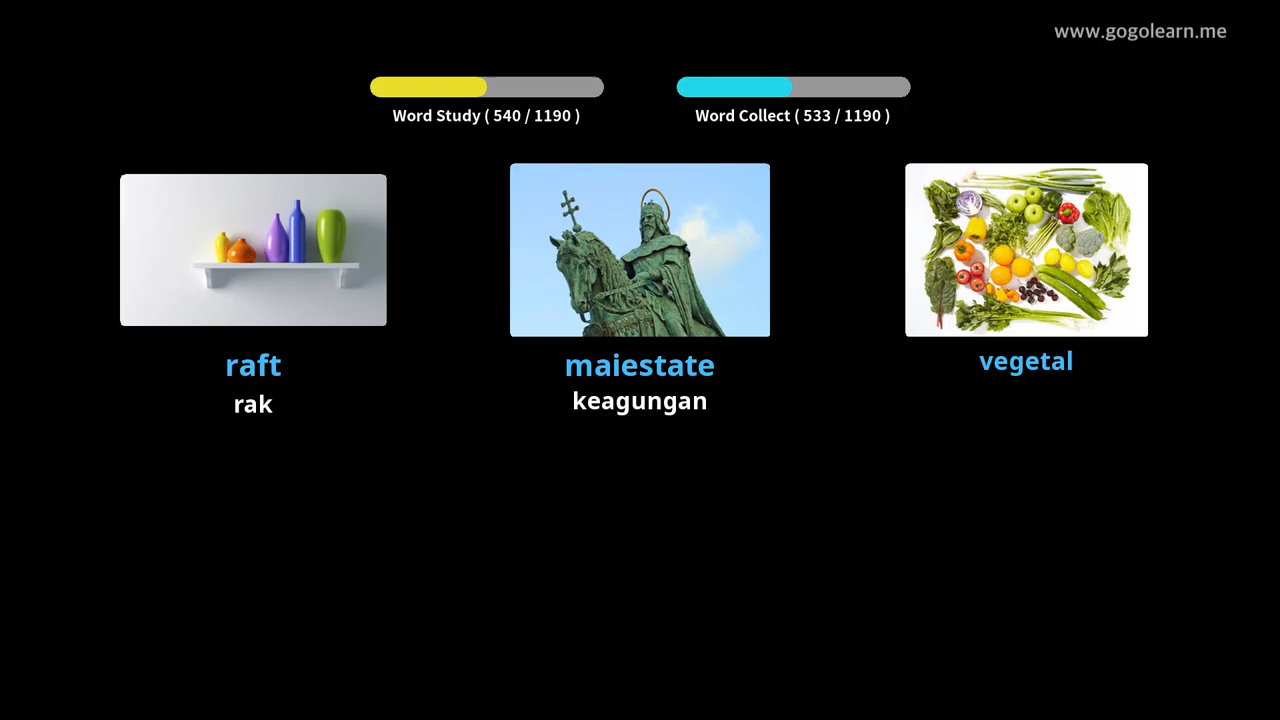 www.gogolearn.me
Word Study ( 540 / 1190 )
Word Collect ( 533 / 1190 )
raft
rak
maiestate
keagungan
vegetal